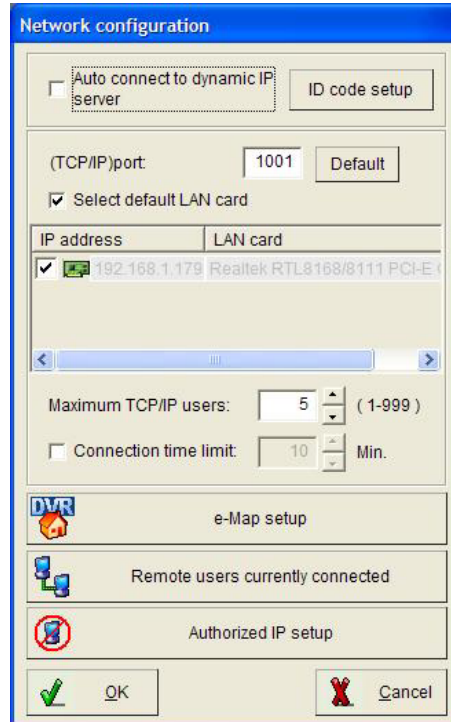 Network configuration
Auto connect to dynamic IP
server
ID code setup
(TCP/IP)port: 1001 Default
Select default LAN card
IP address LAN card
192.168.1.179 Realtek RTL8168/8111 PCI-E
Maximum TCP/IP users: 5 ( 1-999 )
Connection time limit: 10 Min.
DVR
e-Map setup
Remote users currently connected
Authorized IP setup
OK Cancel